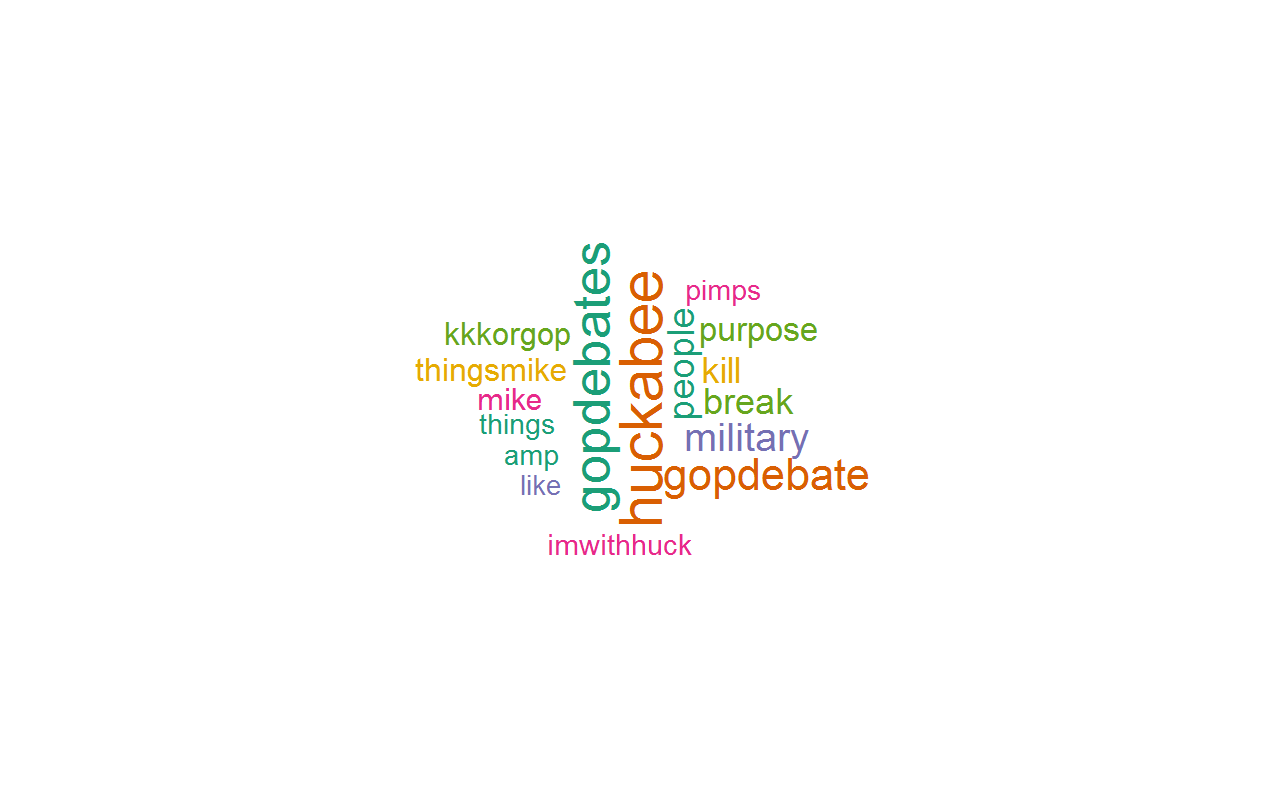 gopdebates
huckabee
people
pimps
purpose
kill
break
military
gopdebate
kkkorgop
thingsmike
mike
things
amp
like
imwithhuck